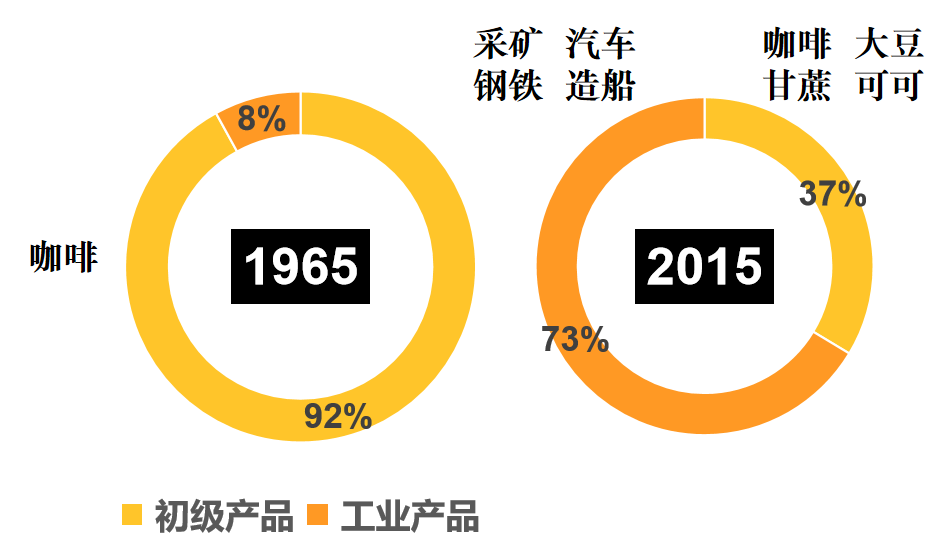 采矿 汽车
钢铁 造船
咖啡 大豆
甘蔗 可可
咖啡
8%
1965
92%
37%
2015
73%
初级产品 工业产品